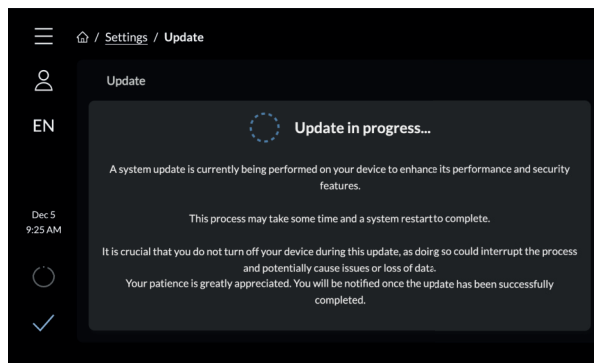 / Settings / Update
Update
EN
Update in progress...
A system update is currently being performed on your device to enhance its performance and security
features.
This process may take some time and a system restart to complete.
Dec 5
9:25 AM
It is crucial that you do not turn off your device during this update, as doing so could interrupt the process
and potentially cause issues or loss of data.
Your patience is greatly appreciated. You will be notified once the update has been successfully
completed.